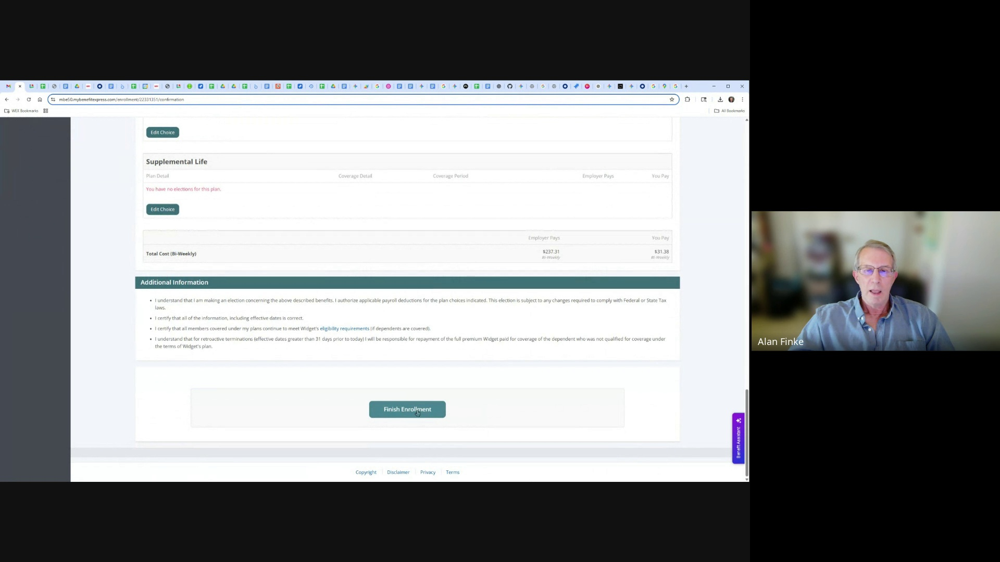 mbe50.mybenefitexpress.com/enrollment/22331351/confirmation
WEX Bookmarks
All Bookmarks
Edit Choice
Supplemental Life
Plan Detail Coverage Detail Coverage Period Employer Pays You Pay
You have no elections for this plan.
Edit Choice
Employer Pays You Pay
Total Cost (Bi-Weekly) $237.31 $31.38
Bi-Weekly Bi-Weekly
Additional Information
• I understand that I am making an election concerning the above described benefits. I authorize applicable payroll deductions for the plan choices indicated. This election is subject to any changes required to comply with Federal or State Tax
laws.
• I certify that all of the information, including effective dates is correct.
• I certify that all members covered under my plans continue to meet Widget's eligibility requirements (if dependents are covered).
• I understand that for retroactive terminations (effective dates greater than 31 days prior to today) I will be responsible for repayment of the full premium Widget paid for coverage of the dependent who was not qualified for coverage under
the terms of Widget's plan.
Finish Enrollment
Benefit Assistant
Copyright Disclaimer Privacy Terms
Alan Finke